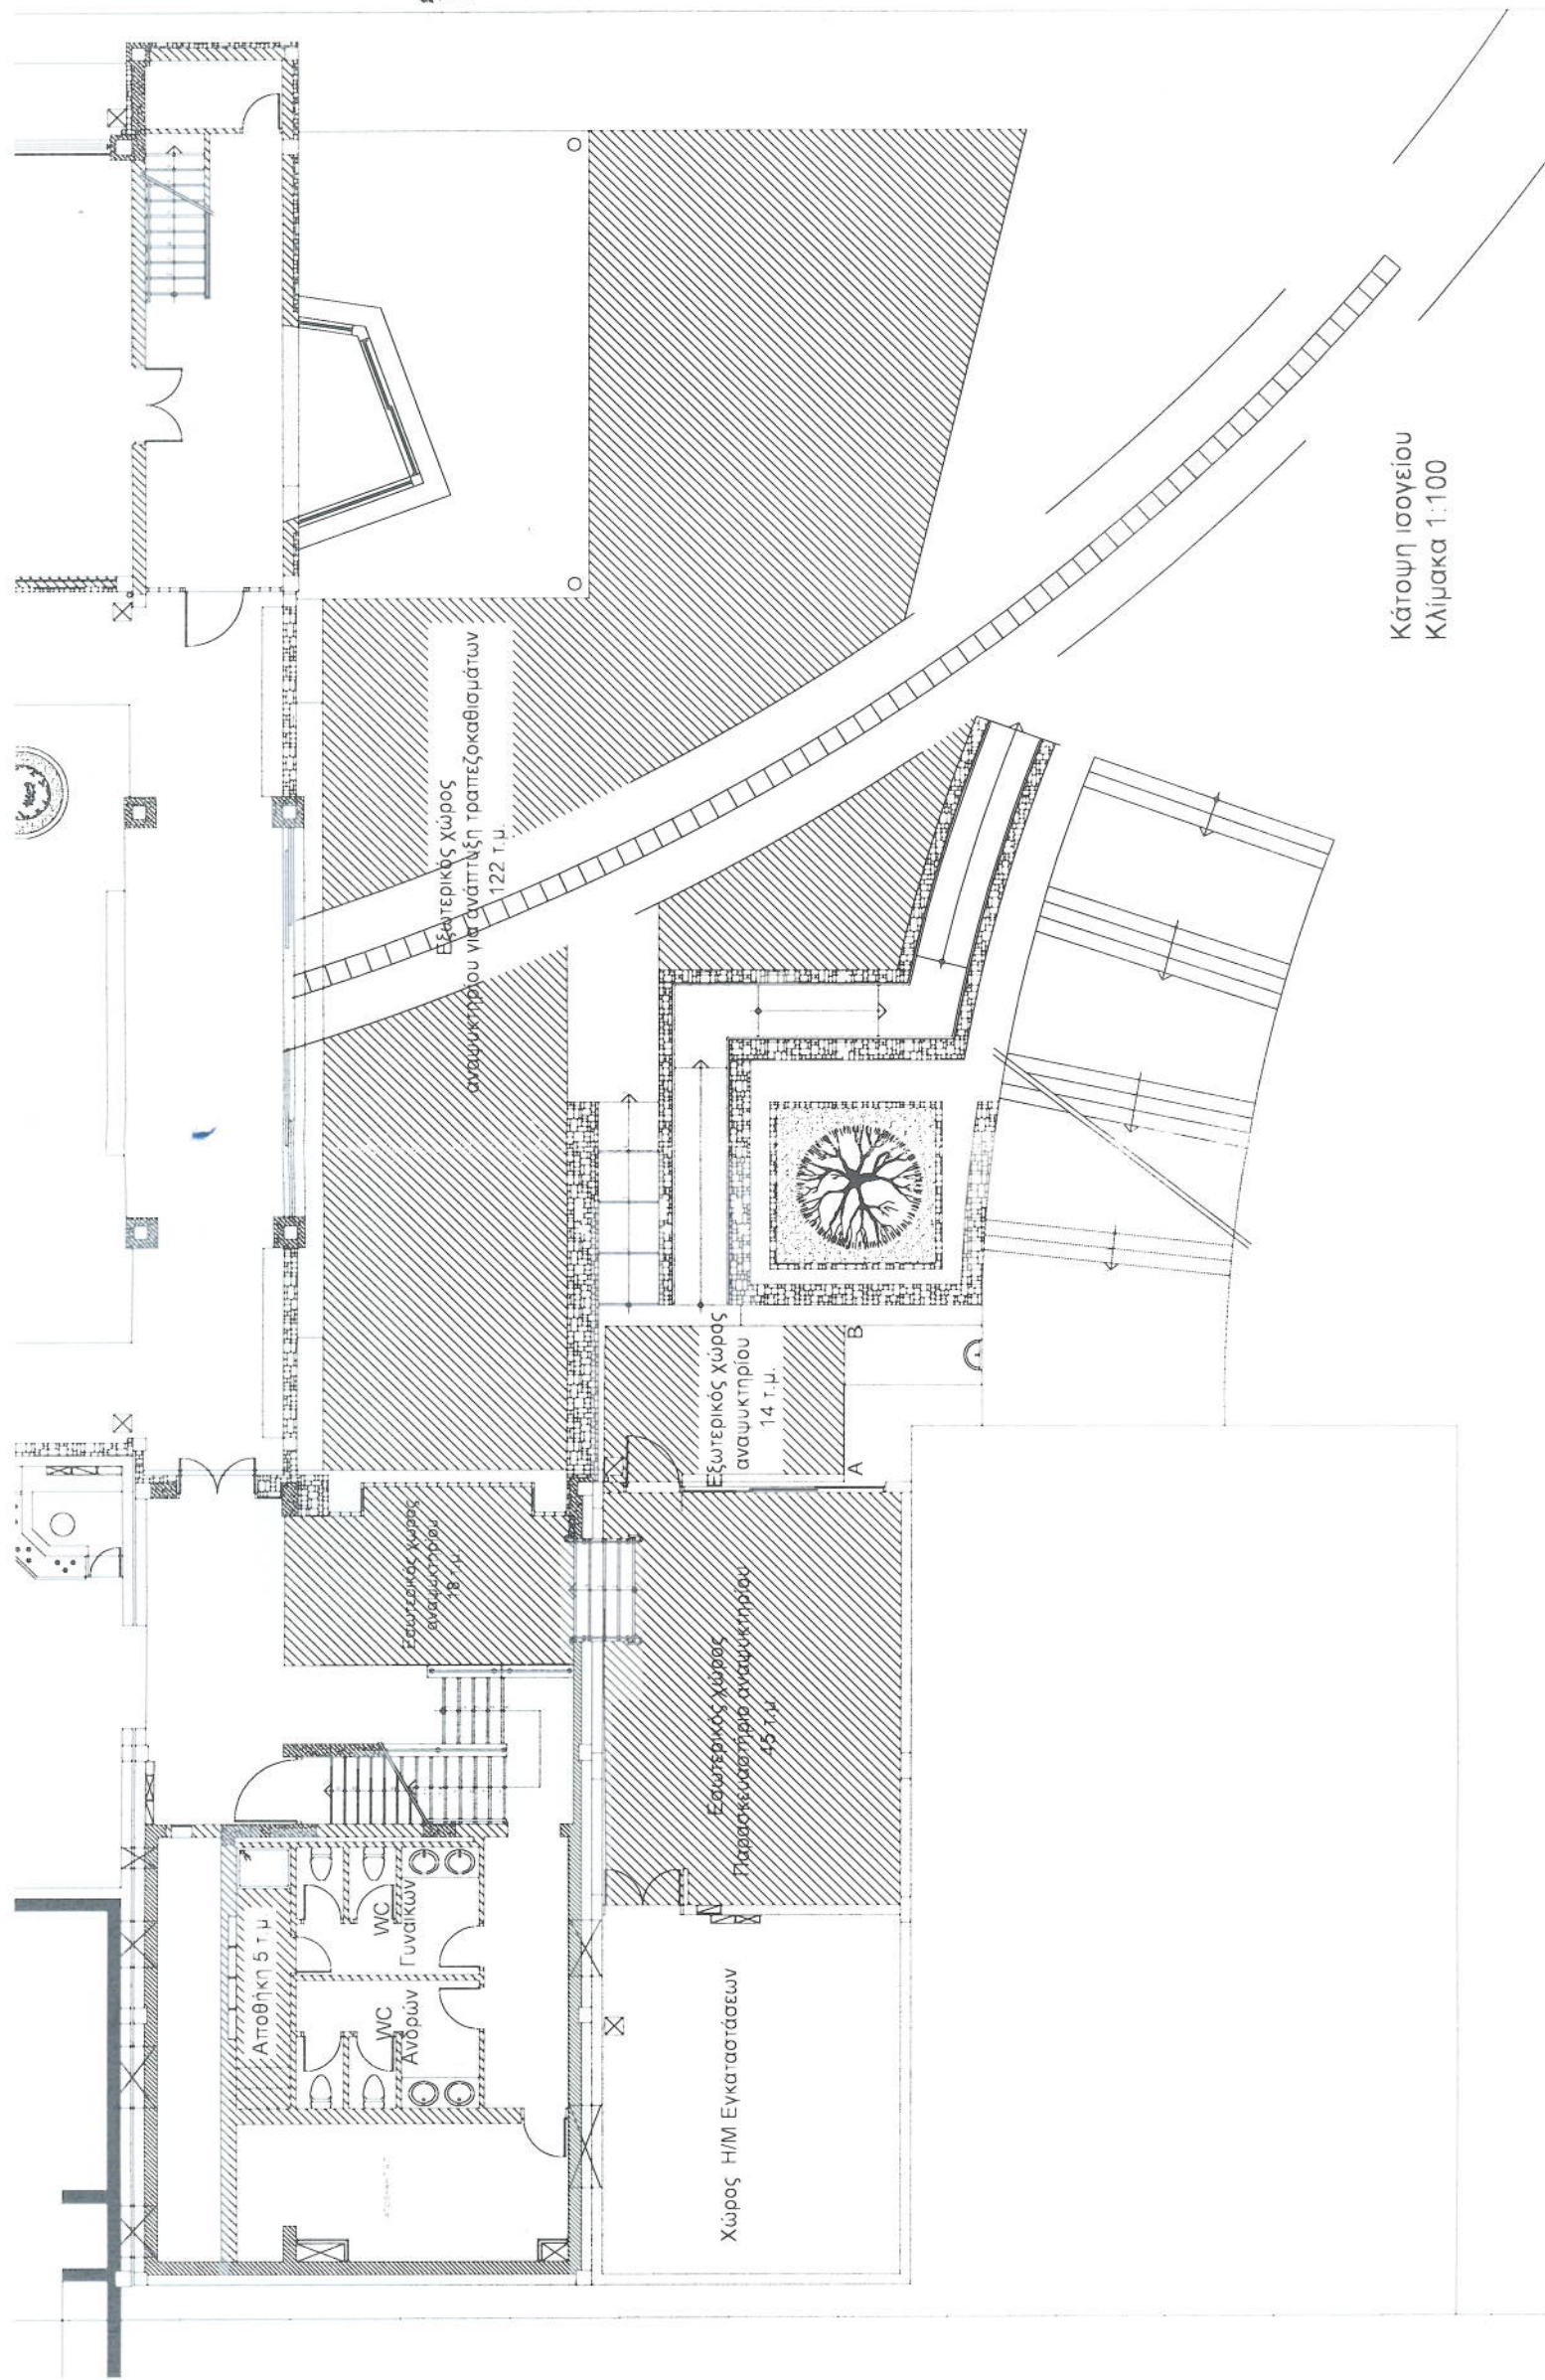 Εξωτερικός χώρος
αναψυκτηρίου για ανάπτυξη τραπεζοκαθισμάτων
122 τ.μ.
Κάτοψη ισογείου
Κλίμακα 1:100
Εξωτερικός χώρος
αναψυκτηρίου
14 τ.μ.
A
B
Εσωτερικός χώρος
αναψυκτηρίου
18 τ.μ.
Εσωτερικός χώρος
Παρασκευαστήριο αναψυκτηρίου
45 τ.μ
Αποθήκη 5 τ.μ
WC
Γυναικών
WC
Ανδρών
Χώρος Η/Μ Εγκαταστάσεων